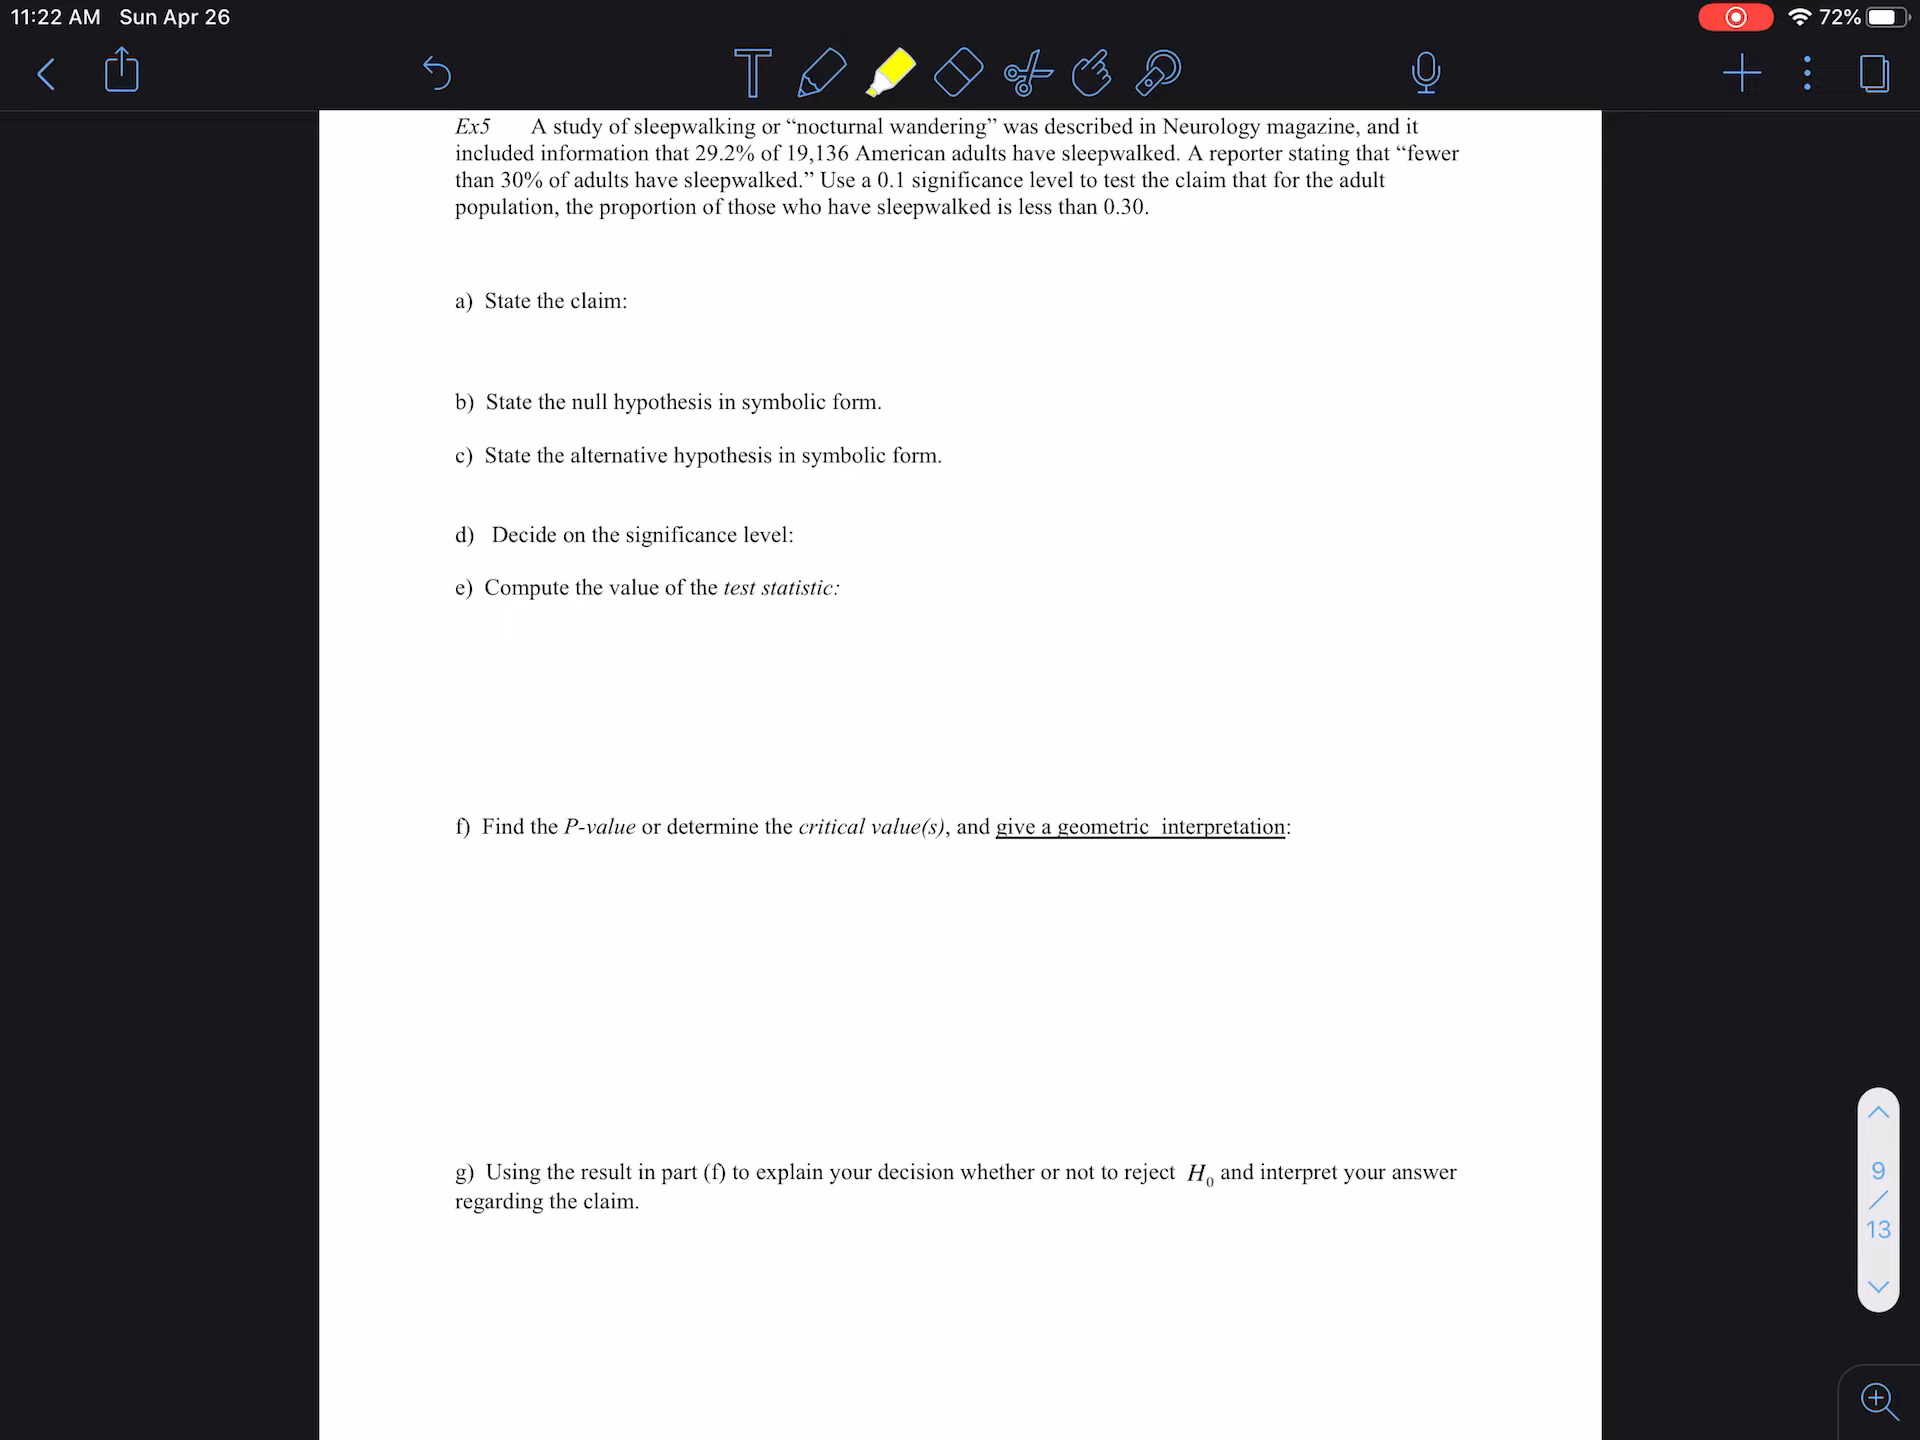 11:22 AM Sun Apr 26
72%
T
Ex5 A study of sleepwalking or “nocturnal wandering” was described in Neurology magazine, and it
included information that 29.2% of 19,136 American adults have sleepwalked. A reporter stating that “fewer
than 30% of adults have sleepwalked.” Use a 0.1 significance level to test the claim that for the adult
population, the proportion of those who have sleepwalked is less than 0.30.
a) State the claim:
b) State the null hypothesis in symbolic form.
c) State the alternative hypothesis in symbolic form.
d) Decide on the significance level:
e) Compute the value of the test statistic:
f) Find the P-value or determine the critical value(s), and give a geometric interpretation:
g) Using the result in part (f) to explain your decision whether or not to reject H₀ and interpret your answer
regarding the claim.
9
/
13